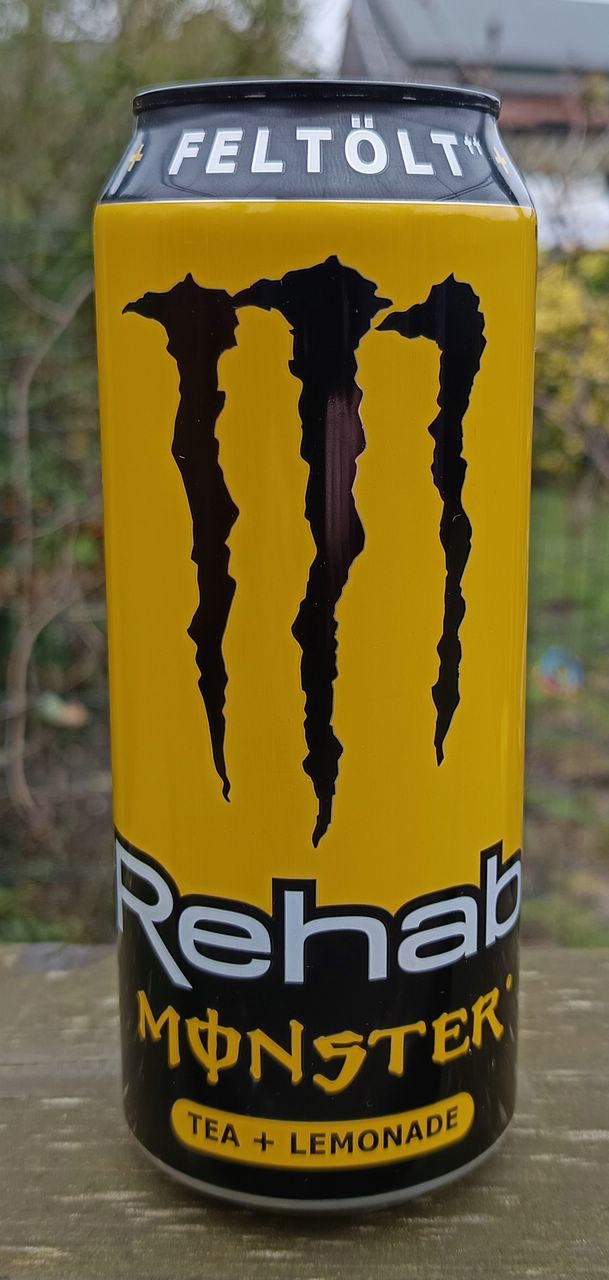 FELTÖLT
Rehab
MONSTER
TEA + LEMONADE